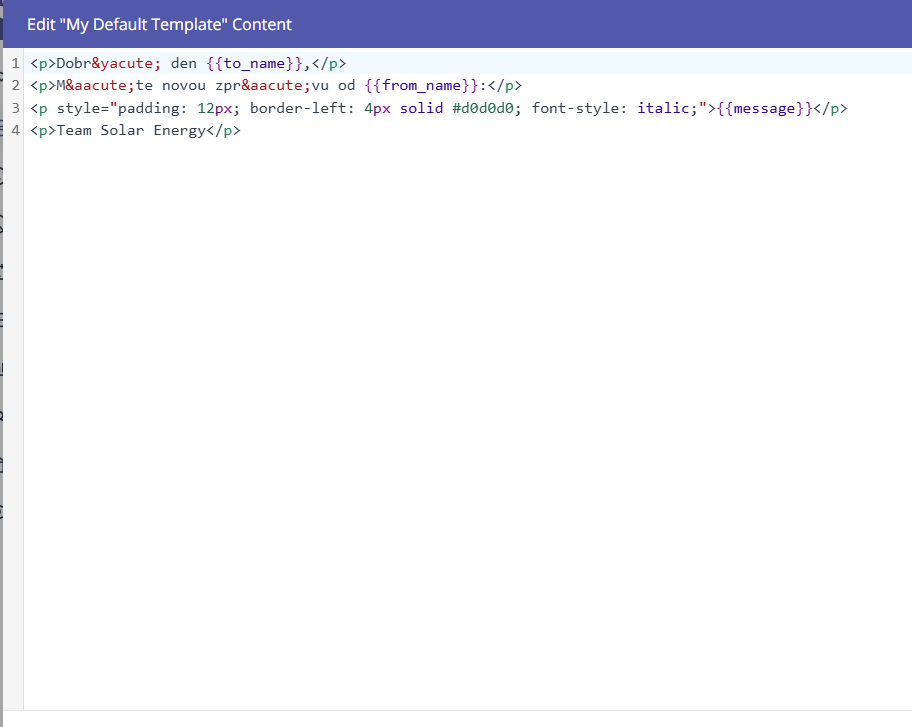 Edit "My Default Template" Content
1 <p>Dobr&yacute; den {{to_name}},</p>
2 <p>M&aacute;te novou zpr&aacute;vu od {{from_name}}:</p>
3 <p style="padding: 12px; border-left: 4px solid #d0d0d0; font-style: italic;">{{message}}</p>
4 <p>Team Solar Energy</p>